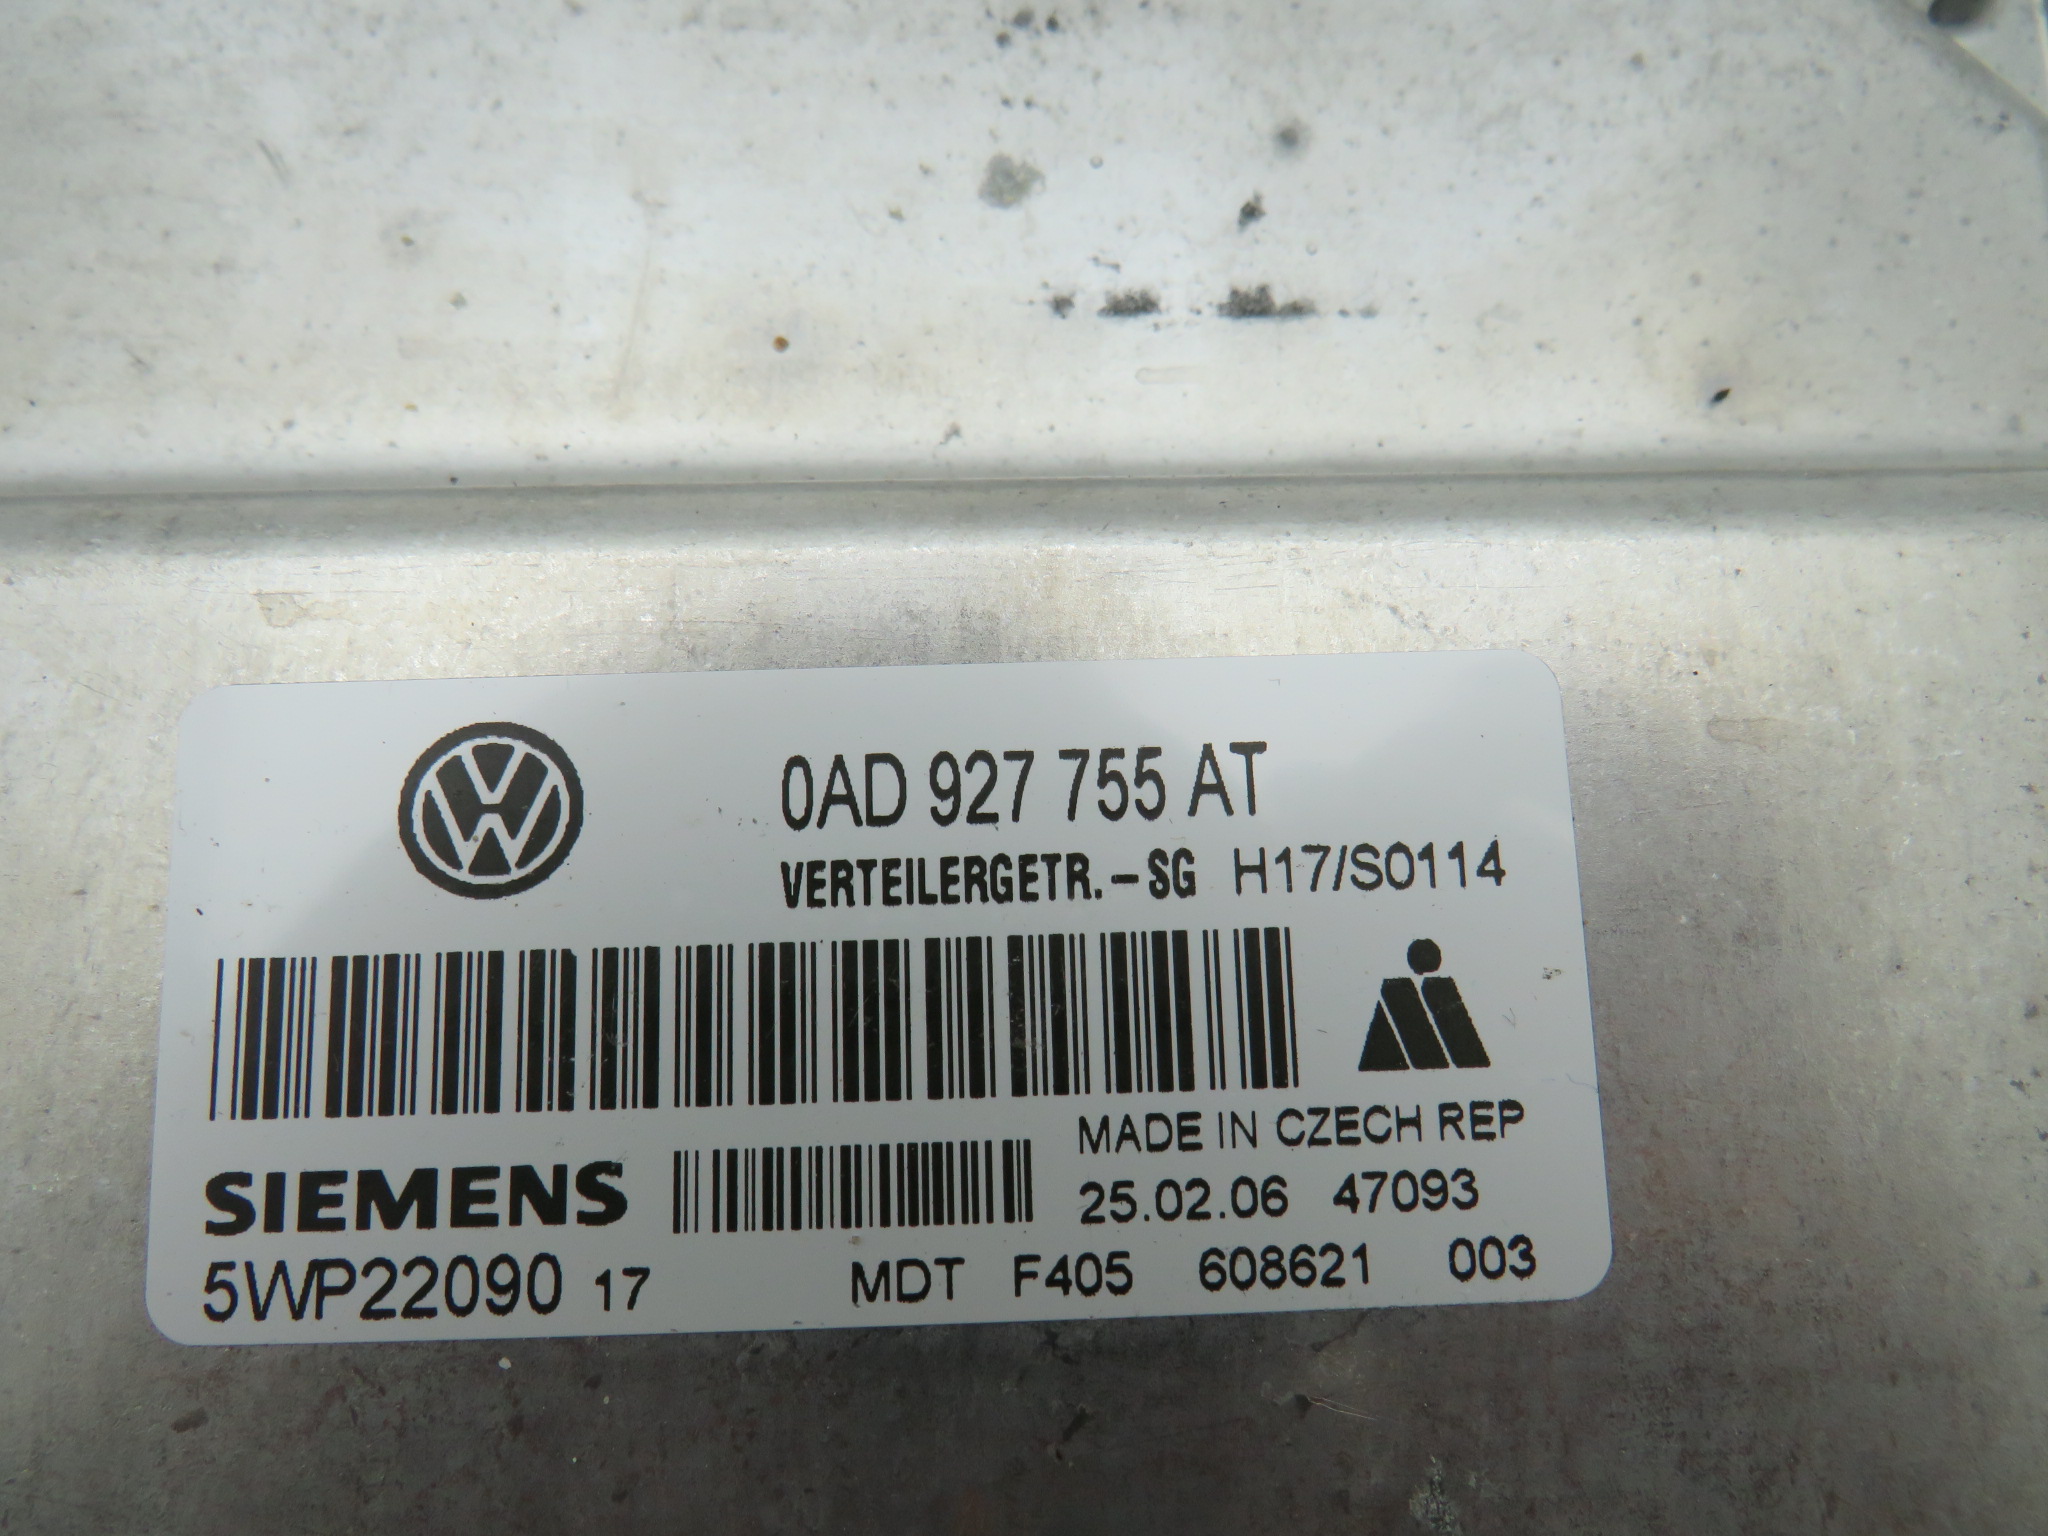 0AD 927 755 AT
VERTEILERGETR.-SG H17/S0114
MADE IN CZECH REP
SIEMENS 25.02.06 47093
5WP22090 17 MDT F405 608621 003